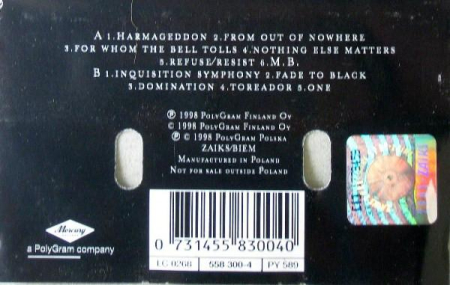 A 1.HARMAGEDDON 2.FROM OUT OF NOWHERE
3.FOR WHOM THE BELL TOLLS 4.NOTHING ELSE MATTERS
5.REFUSE/RESIST 6.M.B.
B 1.INQUISITION SYMPHONY 2.FADE TO BLACK
3.DOMINATION 4.TOREADOR 5.ONE
℗ 1998 POLYGRAM FINLAND OY
© 1998 POLYGRAM FINLAND OY
℗ © 1998 POLYGRAM POLSKA
ZAIKS/BIEM
MANUFACTURED IN POLAND
NOT FOR SALE OUTSIDE POLAND
Mercury
a PolyGram company
0 731455 830040
LC 0268 558 300-4 PY 589